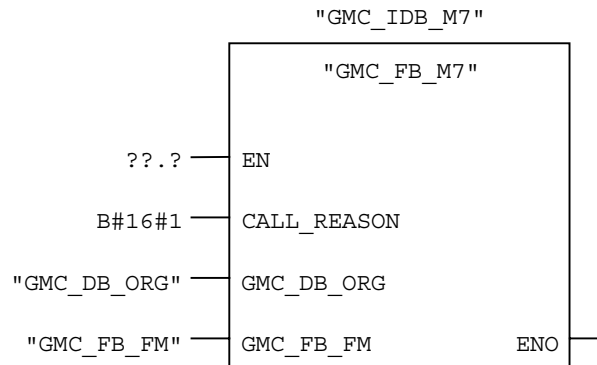 "GMC_IDB_M7"
"GMC_FB_M7"
??.? EN
B#16#1 CALL_REASON
"GMC_DB_ORG" GMC_DB_ORG
"GMC_FB_FM" GMC_FB_FM ENO